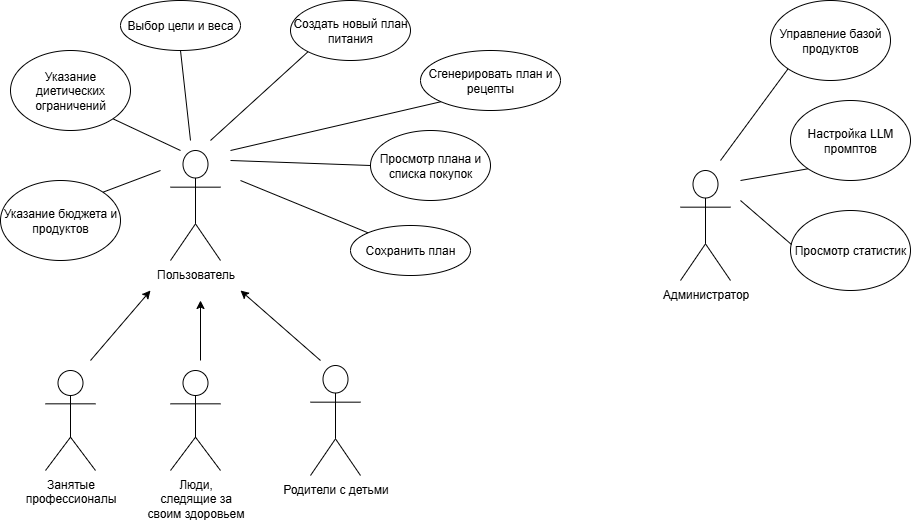 Выбор цели и веса
Создать новый план
питания
Управление базой
продуктов
Указание
диетических
ограничений
Сгенерировать план и
рецепты
Настройка LLM
промптов
Просмотр плана и
списка покупок
Указание бюджета и
продуктов
Сохранить план
Просмотр статистик
Пользователь
Администратор
Занятые
профессионалы
Люди,
следящие за
своим здоровьем
Родители с детьми